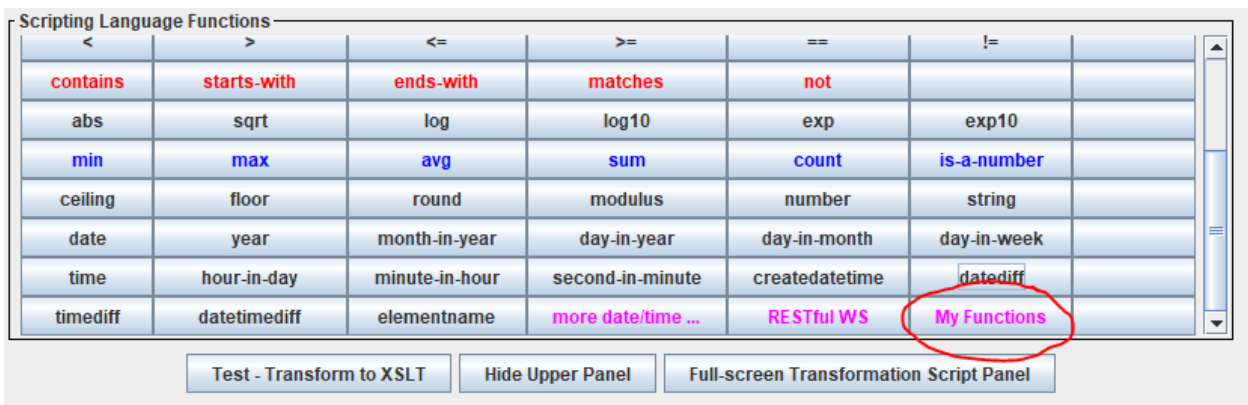 Scripting Language Functions
< > <= >= == !=
contains starts-with ends-with matches not
abs sqrt log log10 exp exp10
min max avg sum count is-a-number
ceiling floor round modulus number string
date year month-in-year day-in-year day-in-month day-in-week
time hour-in-day minute-in-hour second-in-minute createdatetime datediff
timediff datetimediff elementname more date/time ... RESTful WS My Functions
Test - Transform to XSLT Hide Upper Panel Full-screen Transformation Script Panel